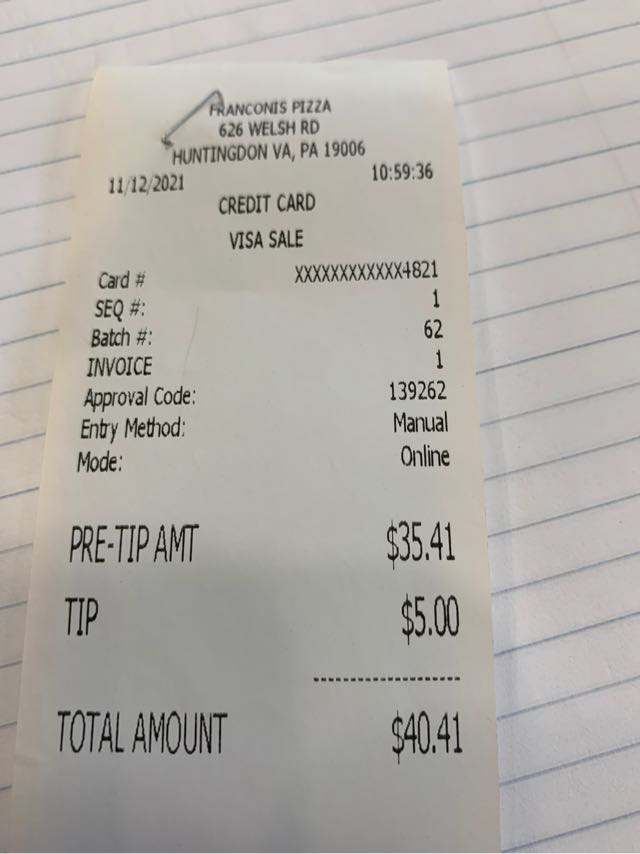 FRANCONIS PIZZA
626 WELSH RD
HUNTINGDON VA, PA 19006
11/12/2021 10:59:36
CREDIT CARD
VISA SALE
Card # XXXXXXXXXXXX4821
SEQ #: 1
Batch #: 62
INVOICE 1
Approval Code: 139262
Entry Method: Manual
Mode: Online
PRE-TIP AMT $35.41
TIP $5.00
--------------------
TOTAL AMOUNT $40.41